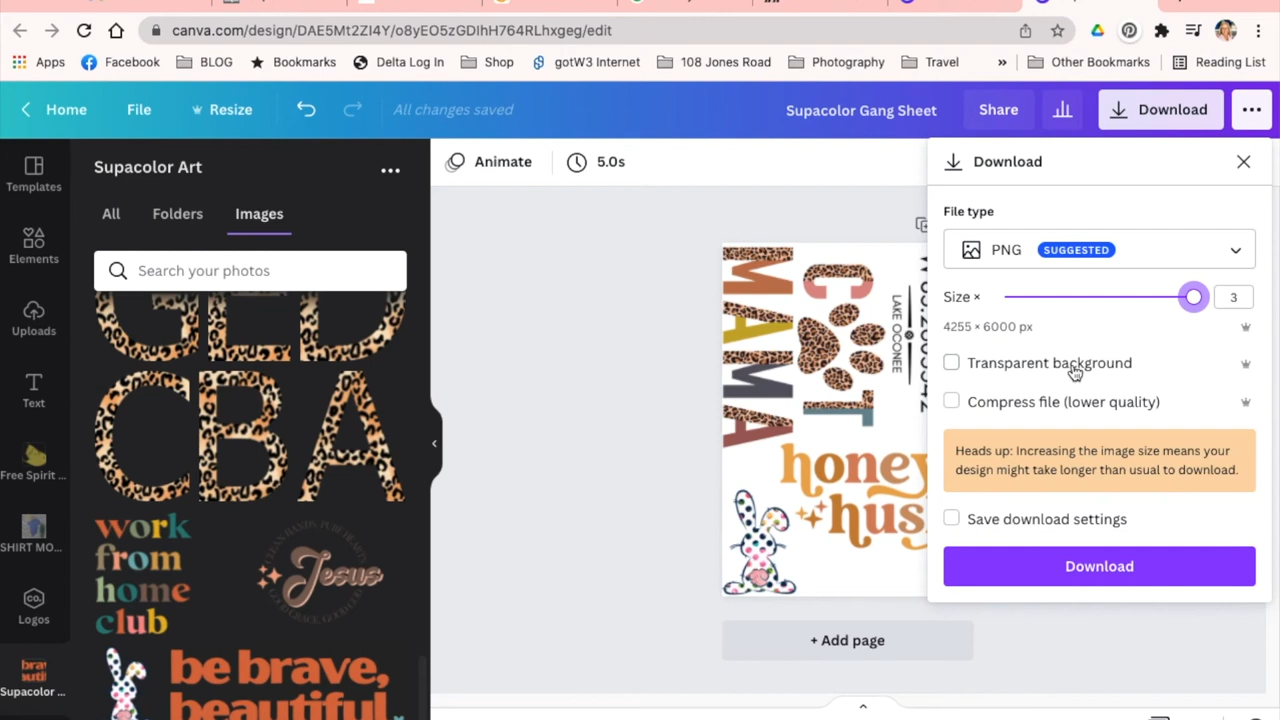 canva.com/design/DAE5Mt2ZI4Y/o8yEO5zGDIhH764RLhxgeg/edit
Apps Facebook BLOG Bookmarks Delta Log In Shop gotW3 Internet 108 Jones Road Photography Travel » Other Bookmarks Reading List
Home File Resize All changes saved Supacolor Gang Sheet Share Download
Templates
Elements
Uploads
Text
Free Spirit ...
SHIRT MO...
Logos
Supacolor ...
Supacolor Art
All Folders Images
Search your photos
GED
CBA
work
from
home
club
CLEAN HANDS, PURE HEARTS
Jesus
be brave,
beautiful
Animate 5.0s
MAMA
CAT
LAKE OCONEE
honey
hus
+ Add page
Download
File type
PNG SUGGESTED
Size × 3
4255 × 6000 px
Transparent background
Compress file (lower quality)
Heads up: Increasing the image size means your
design might take longer than usual to download.
Save download settings
Download